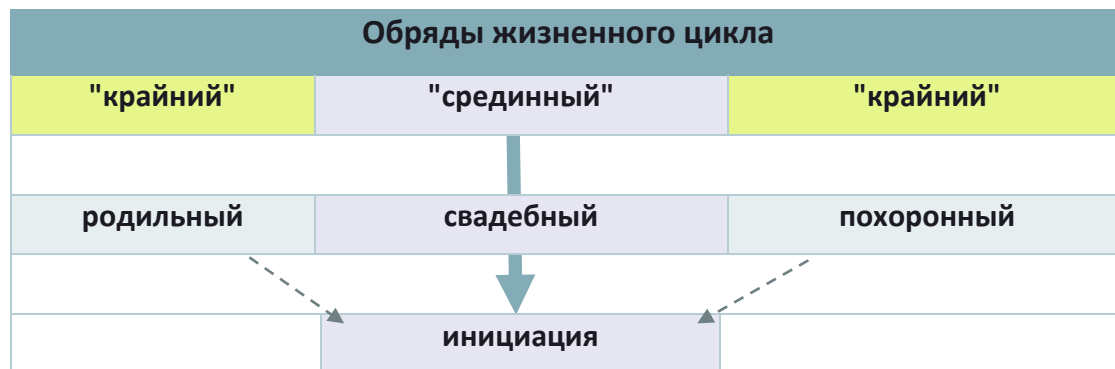 Обряды жизненного цикла
"крайний" "срединный" "крайний"
родильный свадебный похоронный
инициация